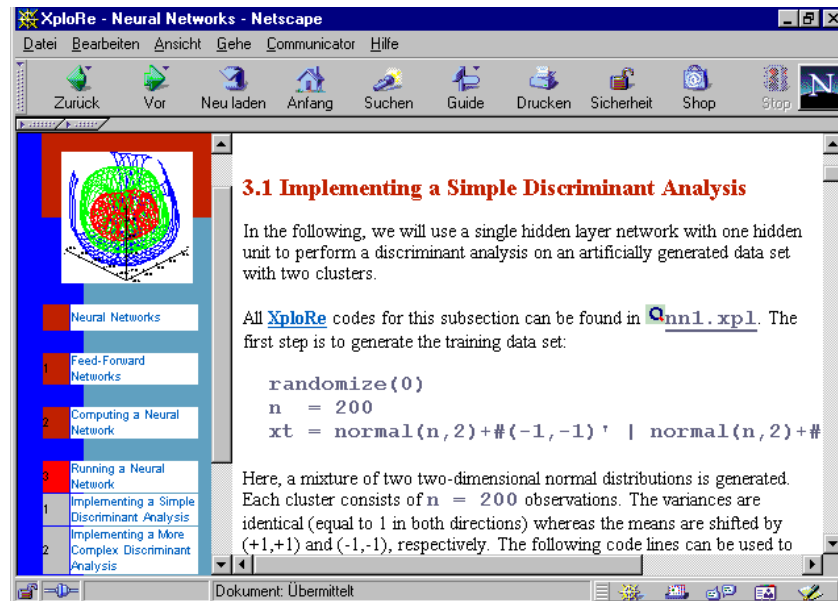 XploRe - Neural Networks - Netscape
Datei Bearbeiten Ansicht Gehe Communicator Hilfe
Zurück Vor Neu laden Anfang Suchen Guide Drucken Sicherheit Shop Stop
N
Neural Networks
1 Feed-Forward
Networks
2 Computing a Neural
Network
3 Running a Neural
Network
1 Implementing a Simple
Discriminant Analysis
2 Implementing a More
Complex Discriminant
Analysis
3.1 Implementing a Simple Discriminant Analysis
In the following, we will use a single hidden layer network with one hidden
unit to perform a discriminant analysis on an artificially generated data set
with two clusters.
All XploRe codes for this subsection can be found in nn1.xpl. The
first step is to generate the training data set:
randomize(0)
n = 200
xt = normal(n,2)+#(-1,-1)' | normal(n,2)+#
Here, a mixture of two two-dimensional normal distributions is generated.
Each cluster consists of n = 200 observations. The variances are
identical (equal to 1 in both directions) whereas the means are shifted by
(+1,+1) and (-1,-1), respectively. The following code lines can be used to
Dokument: Übermittelt